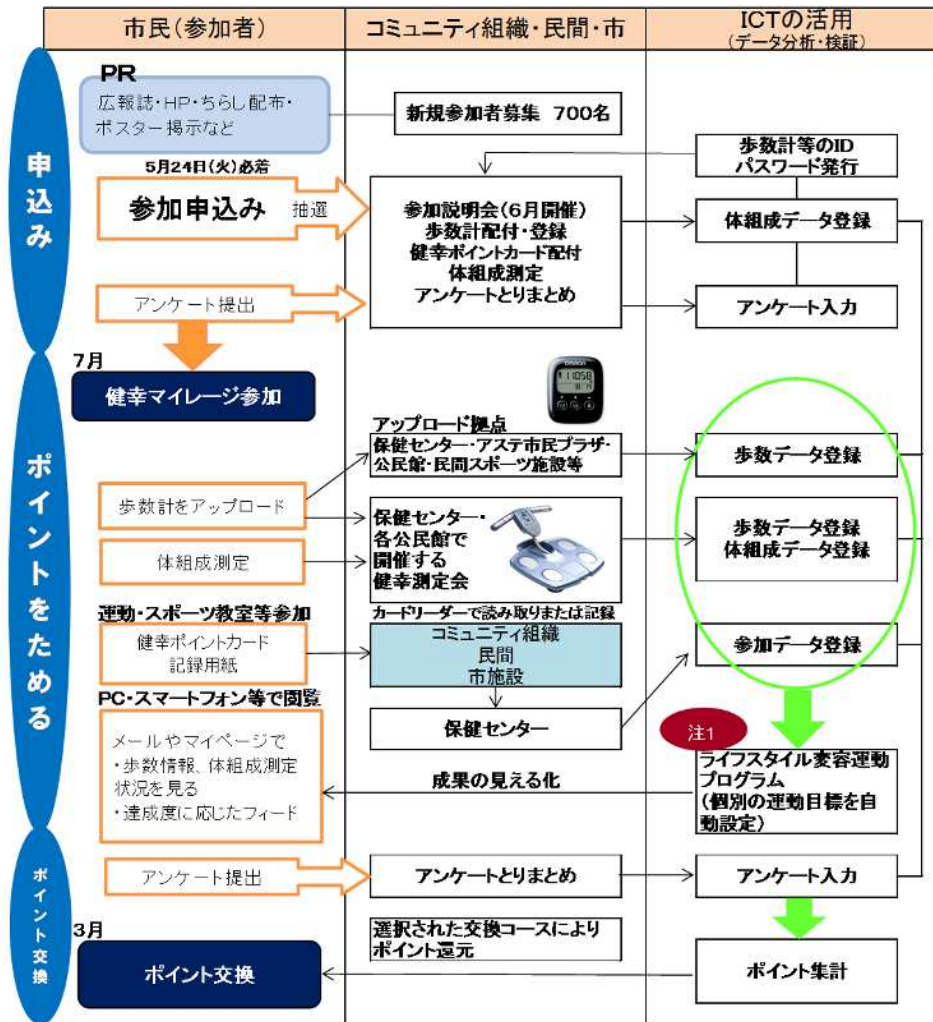 市民(参加者)
コミュニティ組織・民間・市
ICTの活用
(データ分析・検証)
申込み
PR
広報誌・HP・ちらし配布・
ポスター掲示など
新規参加者募集 700名
歩数計等のID
パスワード発行
5月24日(火)必着
参加申込み 抽選
参加説明会(6月開催)
歩数計配付・登録
健幸ポイントカード配付
体組成測定
アンケートとりまとめ
体組成データ登録
アンケート提出
アンケート入力
ポイントをためる
7月
健幸マイレージ参加
OMRON
11058
アップロード拠点
保健センター・アステ市民プラザ・
公民館・民間スポーツ施設等
歩数データ登録
歩数計をアップロード
体組成測定
保健センター・
各公民館で
開催する
健幸測定会
歩数データ登録
体組成データ登録
運動・スポーツ教室等参加
健幸ポイントカード
記録用紙
カードリーダーで読み取りまたは記録
コミュニティ組織
民間
市施設
参加データ登録
保健センター
PC・スマートフォン等で閲覧
メールやマイページで
・歩数情報、体組成測定
状況を見る
・達成度に応じたフィード
成果の見える化
注1
ライフスタイル変容運動
プログラム
(個別の運動目標を自
動設定)
ポイント交換
アンケート提出
アンケートとりまとめ
アンケート入力
3月
ポイント交換
選択された交換コースにより
ポイント還元
ポイント集計